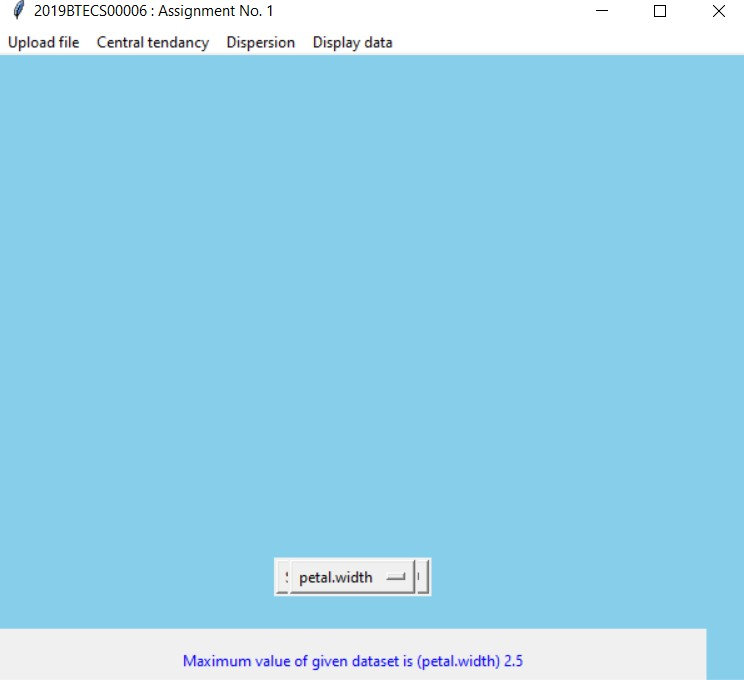 2019BTECS00006 : Assignment No. 1
Upload file Central tendancy Dispersion Display data
petal.width
Maximum value of given dataset is (petal.width) 2.5